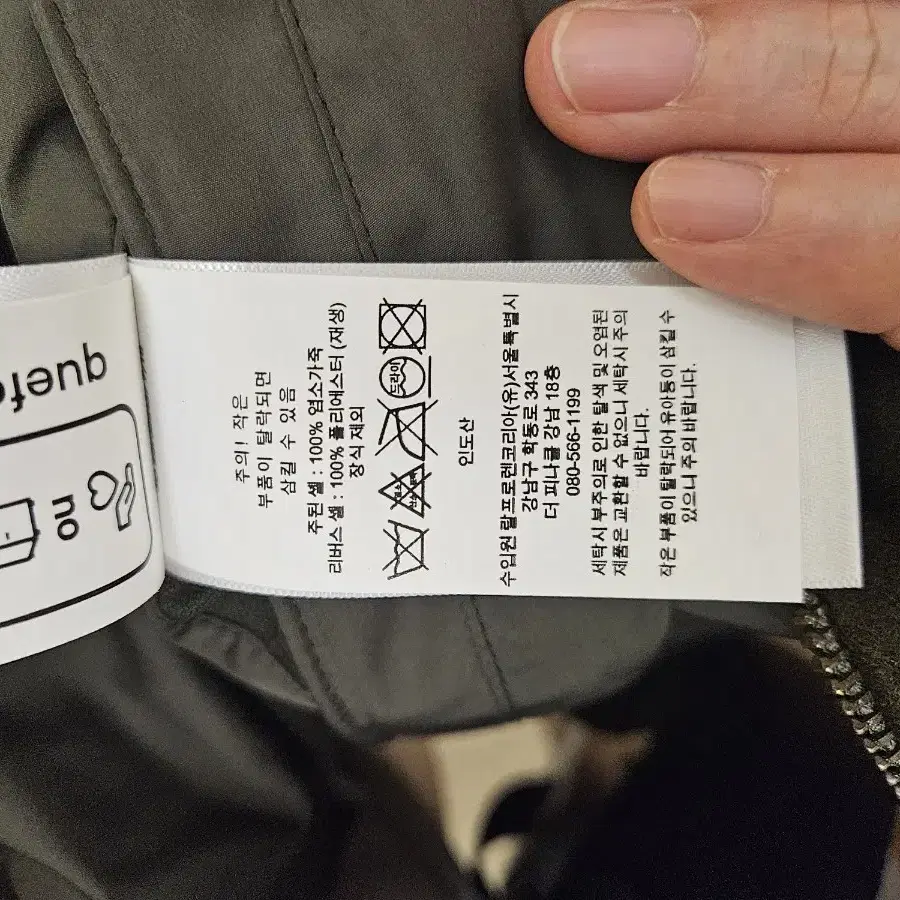 주의! 작은
부품이 탈락되면
삼킬 수 있음
주된 셸 : 100% 염소가죽
리버스 셸 : 100% 폴리에스터 (재생)
장식 제외
드라이
인도산
수입원 랄프로렌코리아(유)서울특별시
강남구 학동로 343
더 피나클 강남 18층
080-566-1199
세탁시 부주의로 인한 탈색 및 오염된
제품은 교환할 수 없으니 세탁시 주의
바랍니다.
작은 부품이 탈락되어 유아동이 삼킬 수
있으니 주의 바랍니다.
ou